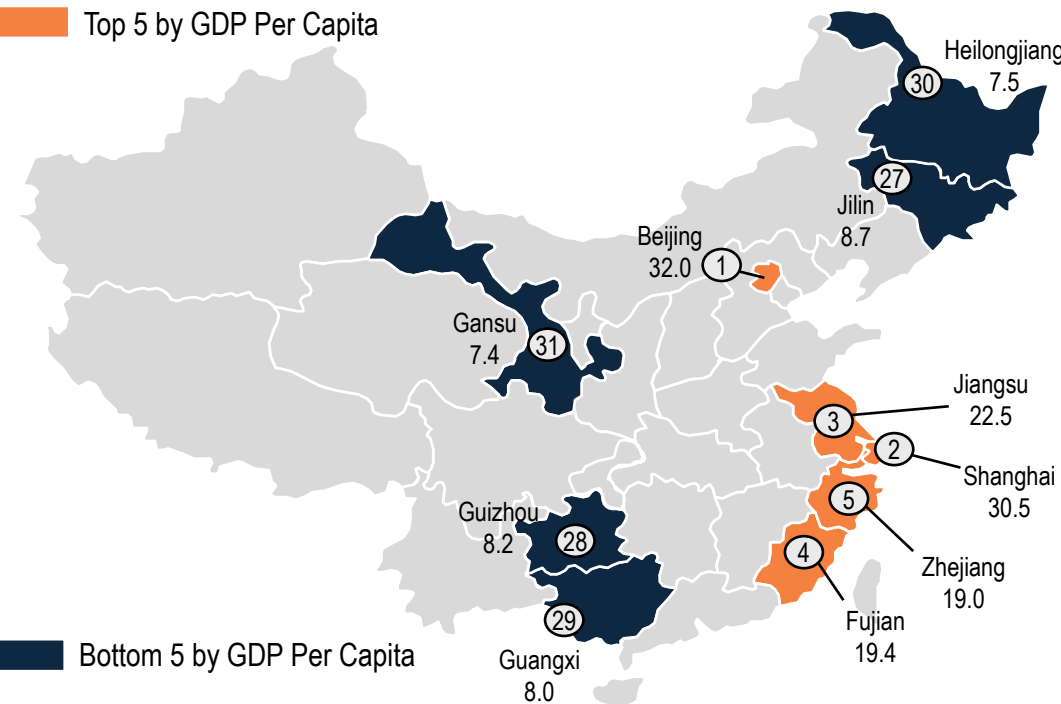 Top 5 by GDP Per Capita
Heilongjiang
7.5
30
27
Jilin
8.7
Beijing
32.0
1
Gansu
7.4
31
Jiangsu
22.5
3
2
Shanghai
30.5
5
Guizhou
8.2
28
4
Zhejiang
19.0
29
Fujian
19.4
Bottom 5 by GDP Per Capita
Guangxi
8.0